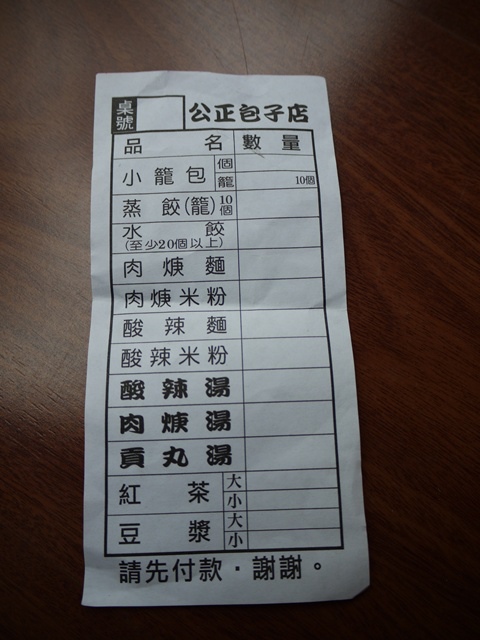 桌號 公正包子店
品名 數量
小籠包 個
籠 10個
蒸餃(籠)10個
水餃
(至少20個以上)
肉焿麵
肉焿米粉
酸辣麵
酸辣米粉
酸辣湯
肉焿湯
貢丸湯
紅茶 大
小
豆漿 大
小
請先付款．謝謝。